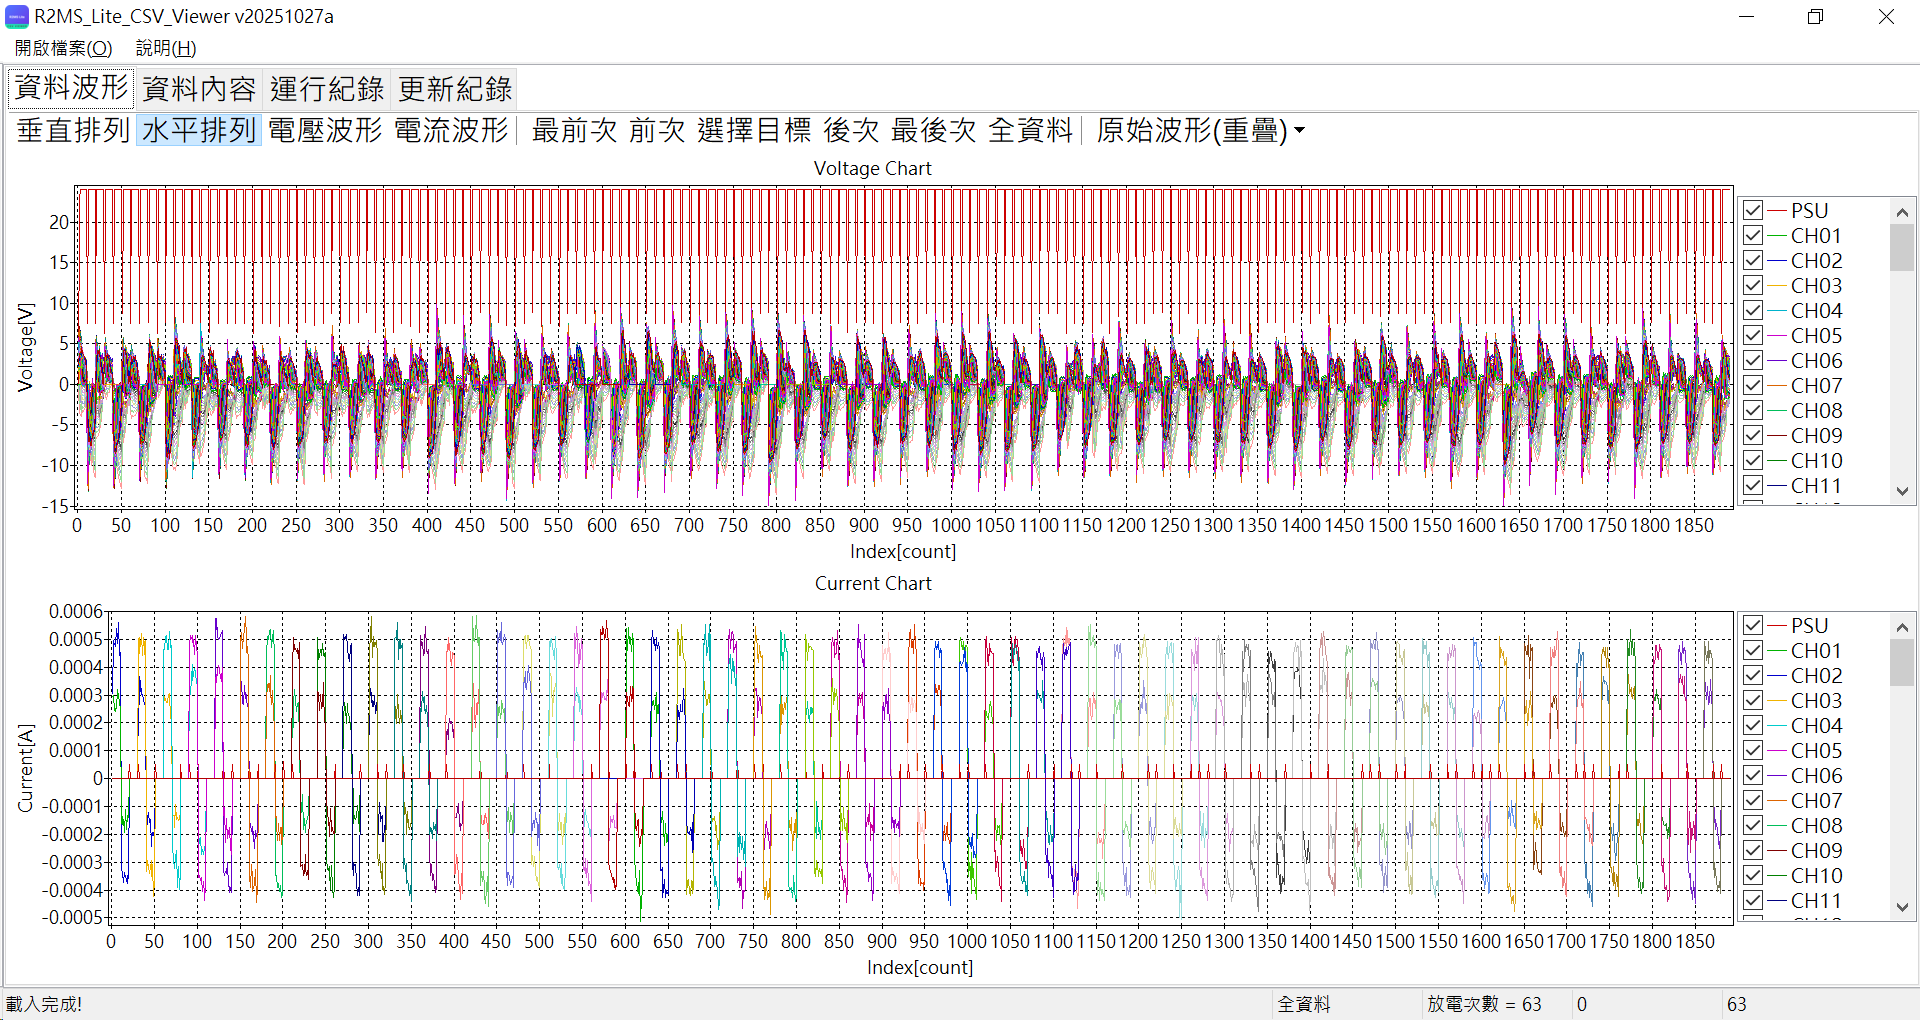 R2MS_Lite_CSV_Viewer v20251027a
開啟檔案(O) 說明(H)
資料波形 資料內容 運行紀錄 更新紀錄
垂直排列 水平排列 電壓波形 電流波形 最前次 前次 選擇目標 後次 最後次 全資料 原始波形(重疊)
Voltage Chart
Voltage[V]
20
15
10
5
0
-5
-10
-15
0 50 100 150 200 250 300 350 400 450 500 550 600 650 700 750 800 850 900 950 1000 1050 1100 1150 1200 1250 1300 1350 1400 1450 1500 1550 1600 1650 1700 1750 1800 1850
Index[count]
PSU
CH01
CH02
CH03
CH04
CH05
CH06
CH07
CH08
CH09
CH10
CH11
Current Chart
Current[A]
0.0006
0.0005
0.0004
0.0003
0.0002
0.0001
0
-0.0001
-0.0002
-0.0003
-0.0004
-0.0005
0 50 100 150 200 250 300 350 400 450 500 550 600 650 700 750 800 850 900 950 1000 1050 1100 1150 1200 1250 1300 1350 1400 1450 1500 1550 1600 1650 1700 1750 1800 1850
Index[count]
PSU
CH01
CH02
CH03
CH04
CH05
CH06
CH07
CH08
CH09
CH10
CH11
載入完成! 全資料 放電次數 = 63 0 63